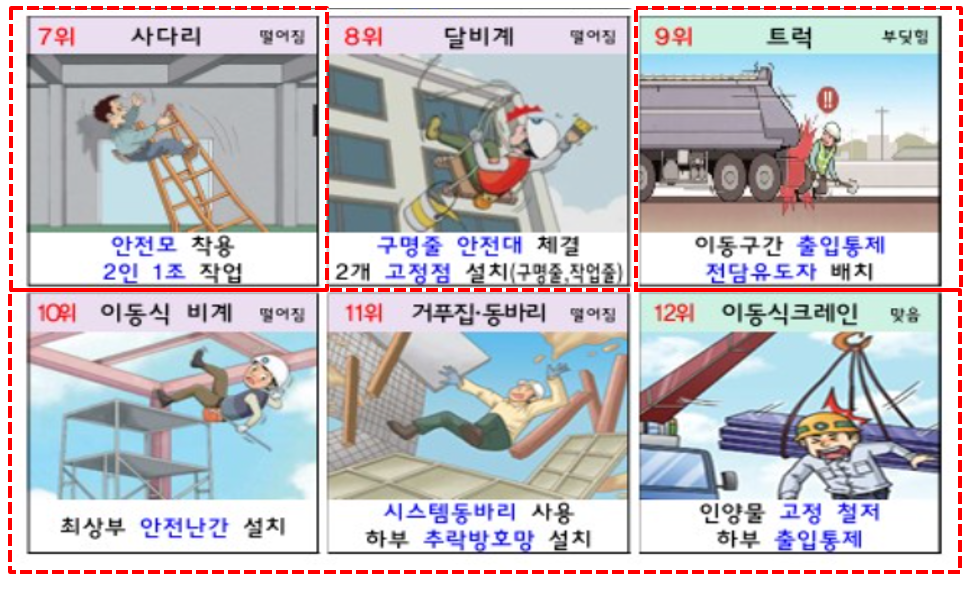 7위 사다리 떨어짐
안전모 착용
2인 1조 작업
8위 달비계 떨어짐
구명줄 안전대 체결
2개 고정점 설치(구명줄,작업줄)
9위 트럭 부딪힘
!!
이동구간 출입통제
전담유도자 배치
10위 이동식 비계 떨어짐
최상부 안전난간 설치
11위 거푸집·동바리 떨어짐
시스템동바리 사용
하부 추락방호망 설치
12위 이동식크레인 맞음
인양물 고정 철저
하부 출입통제